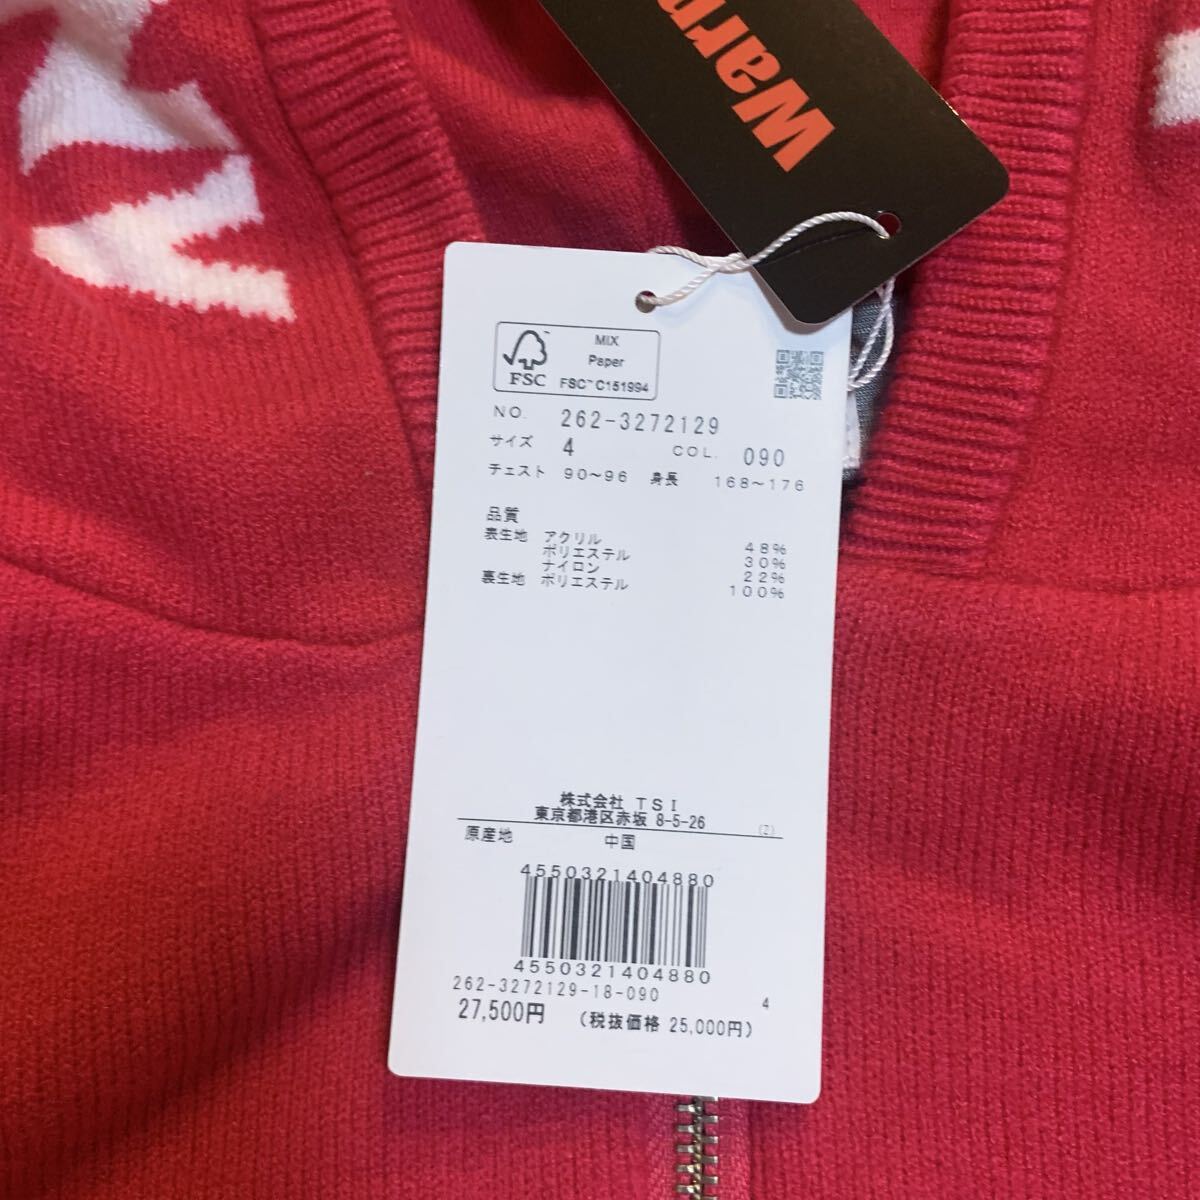 Warm
MIX
Paper
FSC™ FSC™ C151994
NO. 262-3272129
サイズ 4 COL. 090
チェスト 90~96 身長 168~176
品質
表生地 アクリル 48%
ポリエステル 30%
ナイロン 22%
裏生地 ポリエステル 100%
株式会社 TSI
東京都港区赤坂 8-5-26 (2)
原産地 中国
4550321404880
4550321404880
262-3272129-18-090 4
27,500円 (税抜価格 25,000円)